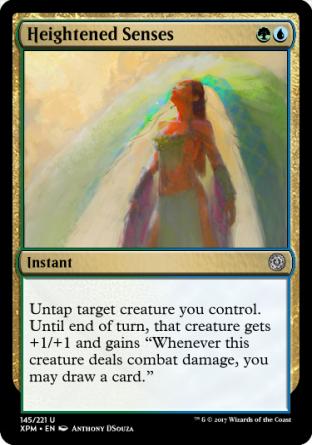 Heightened Senses
Instant
Untap target creature you control.
Until end of turn, that creature gets
+1/+1 and gains “Whenever this
creature deals combat damage, you
may draw a card.”
145/221 U
XPM • EN Anthony DSouza
™ & © 2017 Wizards of the Coast